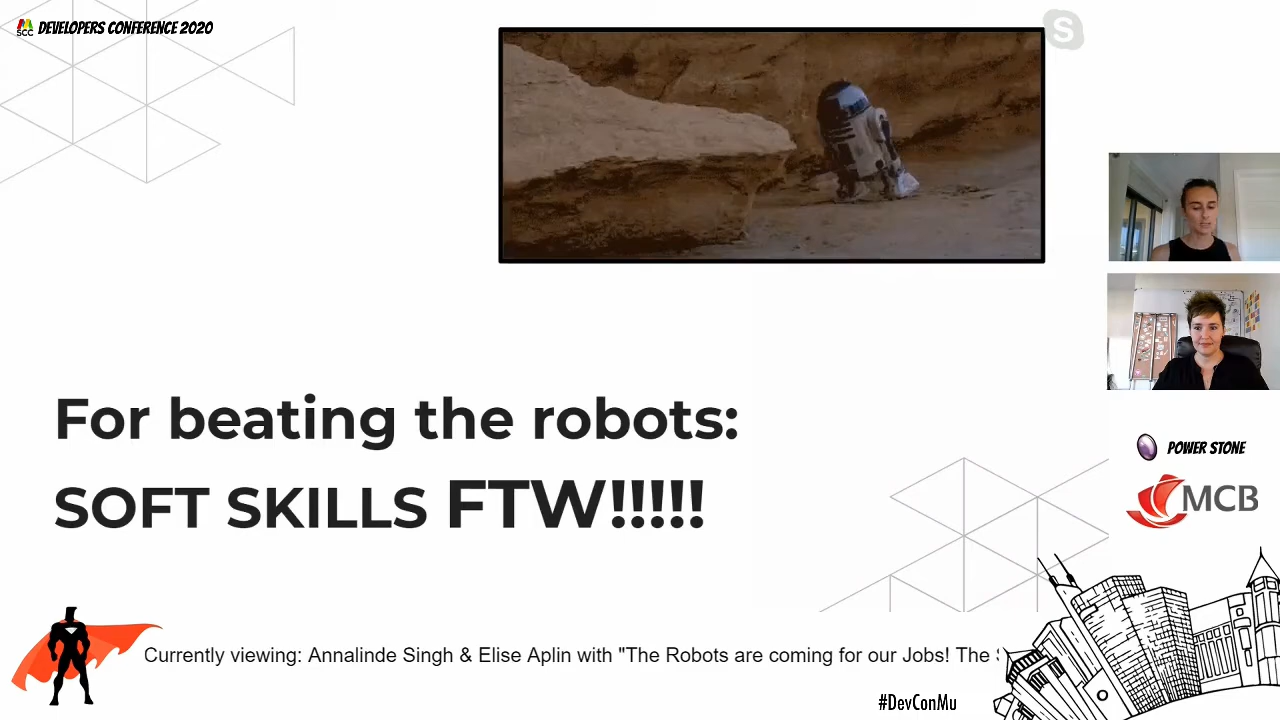 SCC DEVELOPERS CONFERENCE 2020
S
For beating the robots:
SOFT SKILLS FTW!!!!!
POWER STONE
MCB
Currently viewing: Annalinde Singh & Elise Aplin with "The Robots are coming for our Jobs! The
#DevConMu